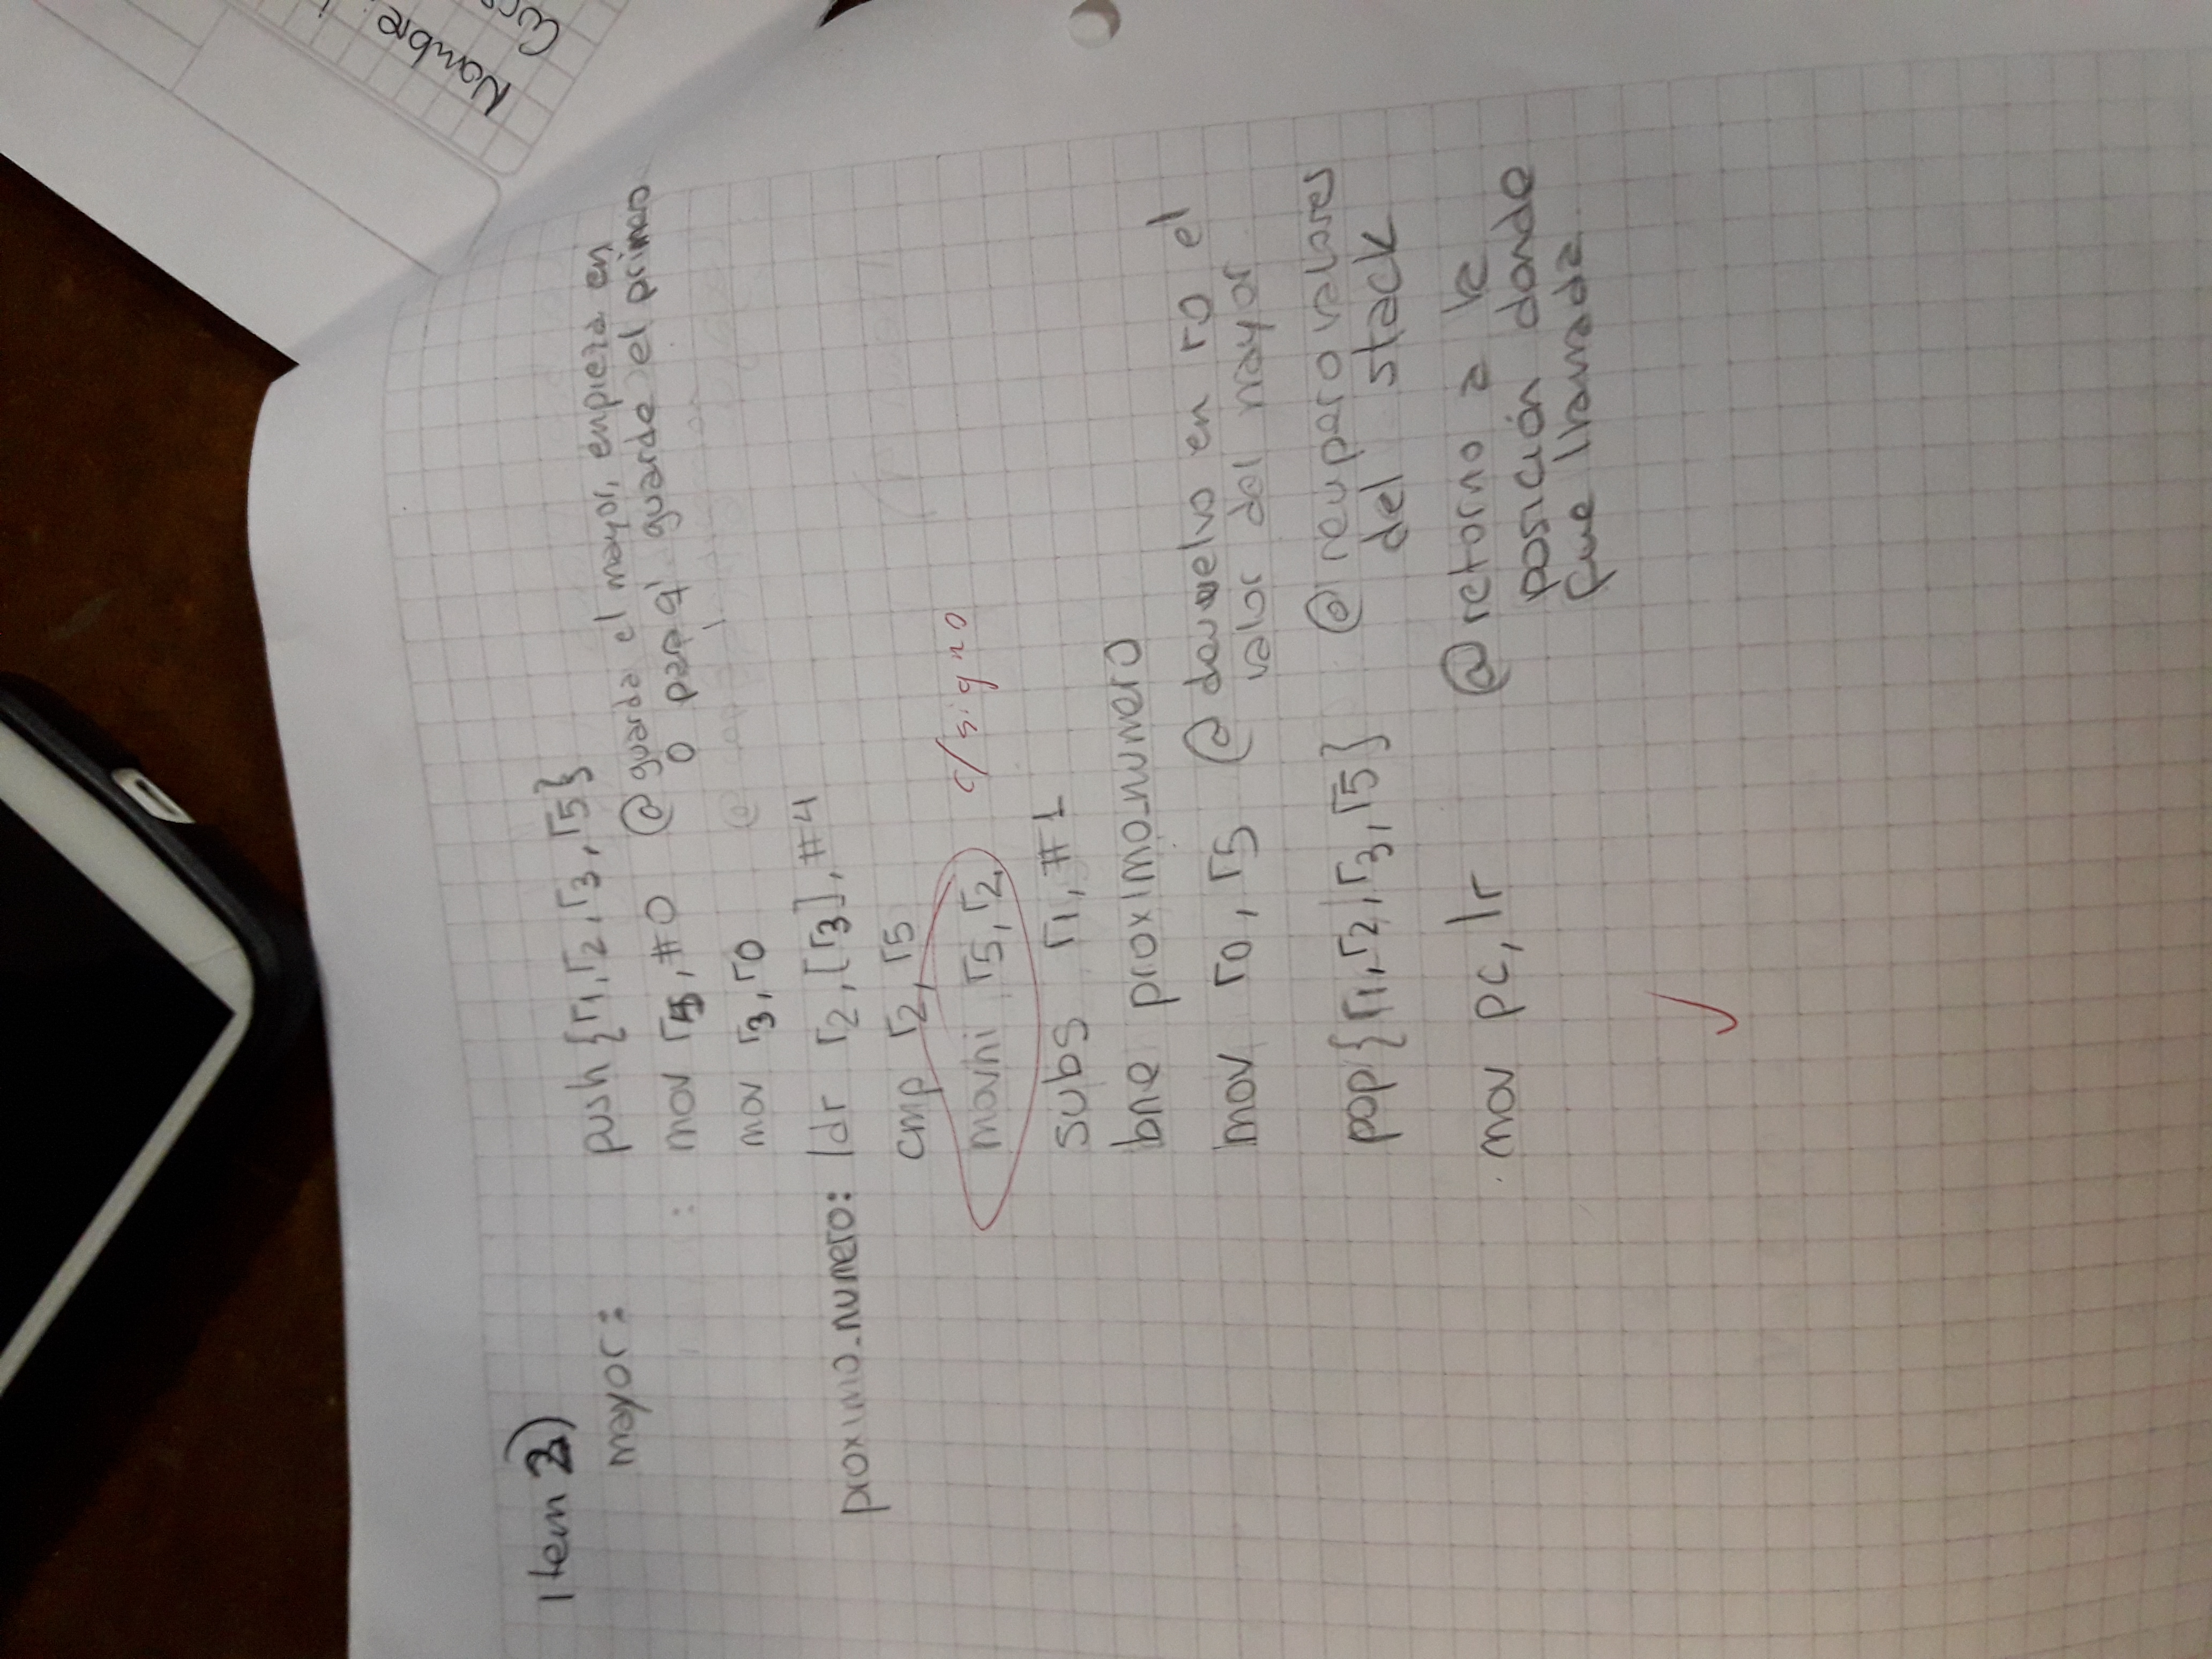 Item 2)
mayor: push {r1, r2, r3, r5}
: mov r5, #0 @ guarda el mayor, empieza en
0 para q' guarde el primero
mov r3, r0
proximo_numero: ldr r2, [r3], #4
cmp r2, r5
movhi r5, r2 c/signo
subs r1, #1
bne proximo_numero
mov r0, r5 @ devuelvo en r0 el
valor del mayor
pop {r1, r2, r3, r5} @ recupero valores
del stack
mov pc, lr @ retorno a la
posición donde
fue llamada
Nombre: